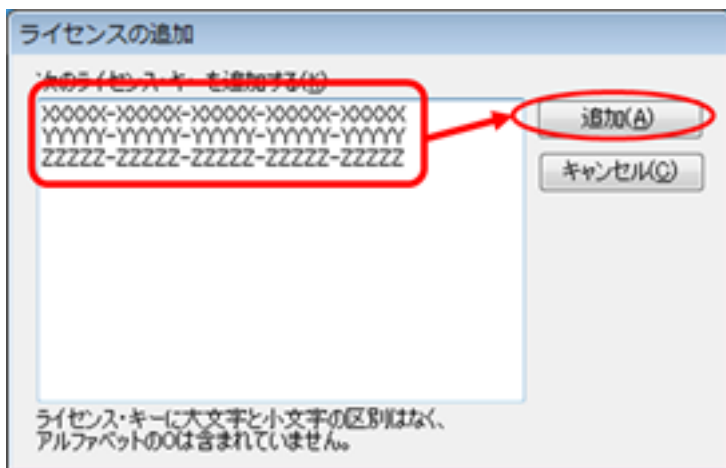 ライセンスの追加
次のライセンス・キーを追加する(K)
XXXXX-XXXXX-XXXXX-XXXXX-XXXXX
YYYYY-YYYYY-YYYYY-YYYYY-YYYYY
ZZZZZ-ZZZZZ-ZZZZZ-ZZZZZ-ZZZZZ
追加(A)
キャンセル(C)
ライセンス・キーに大文字と小文字の区別はなく、
アルファベットのOは含まれていません。